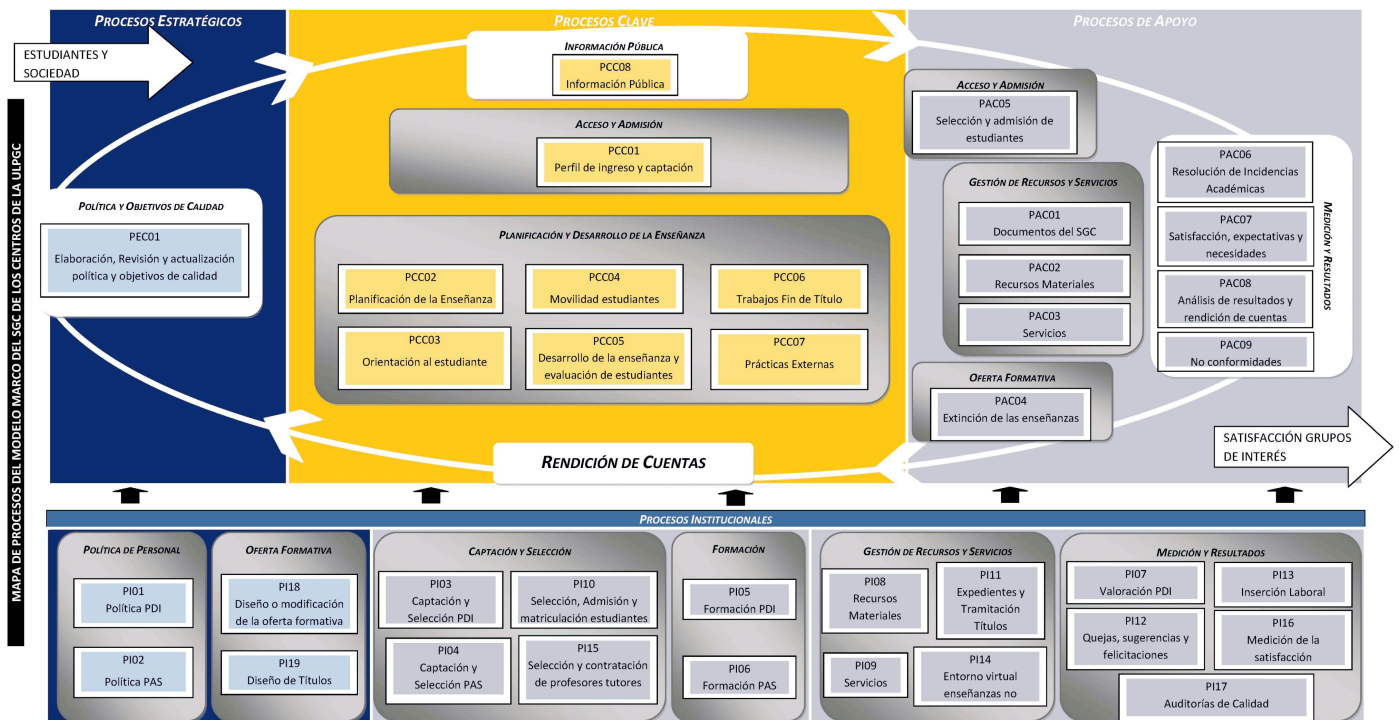 MAPA DE PROCESOS DEL MODELO MARCO DEL SGC DE LOS CENTROS DE LA ULPGC
PROCESOS ESTRATÉGICOS
ESTUDIANTES Y
SOCIEDAD
POLÍTICA Y OBJETIVOS DE CALIDAD
PEC01
Elaboración, Revisión y actualización
política y objetivos de calidad
PROCESOS CLAVE
INFORMACIÓN PÚBLICA
PCC08
Información Pública
ACCESO Y ADMISIÓN
PCC01
Perfil de ingreso y captación
PLANIFICACIÓN Y DESARROLLO DE LA ENSEÑANZA
PCC02
Planificación de la Enseñanza
PCC04
Movilidad estudiantes
PCC06
Trabajos Fin de Título
PCC03
Orientación al estudiante
PCC05
Desarrollo de la enseñanza y
evaluación de estudiantes
PCC07
Prácticas Externas
RENDICIÓN DE CUENTAS
PROCESOS DE APOYO
ACCESO Y ADMISIÓN
PAC05
Selección y admisión de
estudiantes
GESTIÓN DE RECURSOS Y SERVICIOS
PAC01
Documentos del SGC
PAC02
Recursos Materiales
PAC03
Servicios
OFERTA FORMATIVA
PAC04
Extinción de las enseñanzas
PAC06
Resolución de Incidencias
Académicas
PAC07
Satisfacción, expectativas y
necesidades
PAC08
Análisis de resultados y
rendición de cuentas
PAC09
No conformidades
MEDICIÓN Y RESULTADOS
SATISFACCIÓN GRUPOS
DE INTERÉS
PROCESOS INSTITUCIONALES
POLÍTICA DE PERSONAL
PI01
Política PDI
PI02
Política PAS
OFERTA FORMATIVA
PI18
Diseño o modificación
de la oferta formativa
PI19
Diseño de Títulos
CAPTACIÓN Y SELECCIÓN
PI03
Captación y
Selección PDI
PI10
Selección, Admisión y
matriculación estudiantes
PI04
Captación y
Selección PAS
PI15
Selección y contratación
de profesores tutores
FORMACIÓN
PI05
Formación PDI
PI06
Formación PAS
GESTIÓN DE RECURSOS Y SERVICIOS
PI08
Recursos
Materiales
PI11
Expedientes y
Tramitación
Títulos
PI09
Servicios
PI14
Entorno virtual
enseñanzas no
MEDICIÓN Y RESULTADOS
PI07
Valoración PDI
PI13
Inserción Laboral
PI12
Quejas, sugerencias y
felicitaciones
PI16
Medición de la
satisfacción
PI17
Auditorías de Calidad